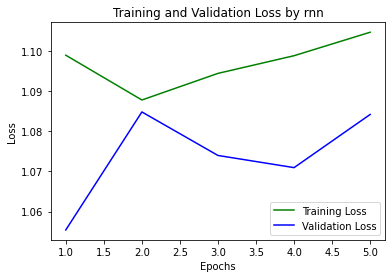 Training and Validation Loss by rnn
1.10
1.09
1.08
1.07
1.06
Loss
Training Loss
Validation Loss
1.0 1.5 2.0 2.5 3.0 3.5 4.0 4.5 5.0
Epochs